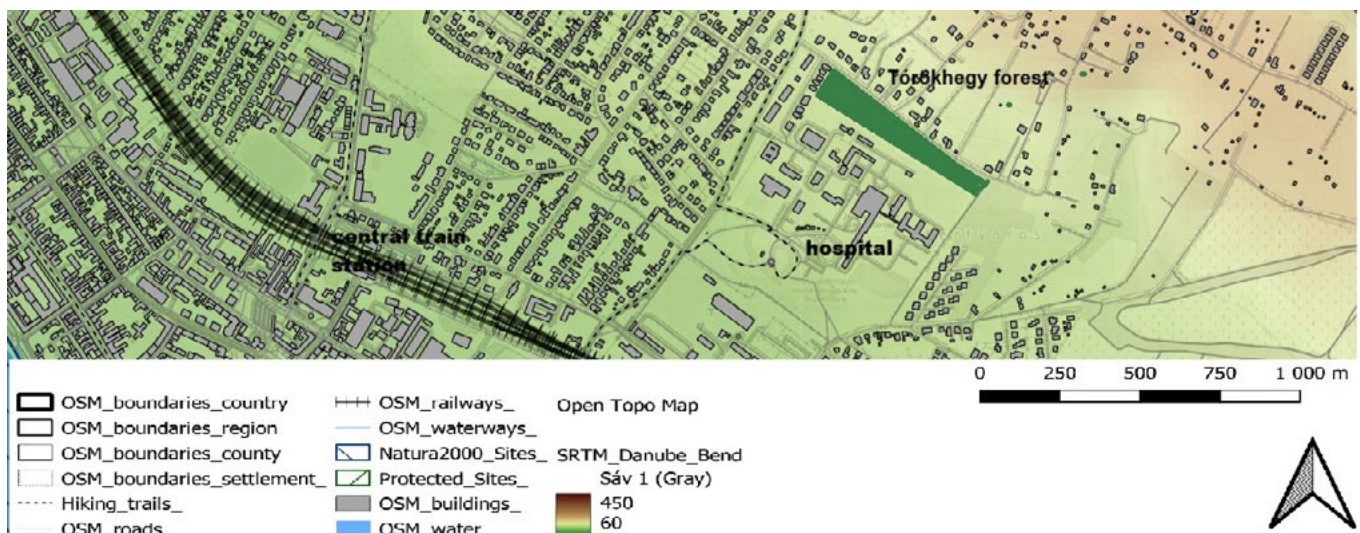 Törökhegy forest
central train
station
hospital
0 250 500 750 1 000 m
OSM_boundaries_country
OSM_boundaries_region
OSM_boundaries_county
OSM_boundaries_settlement_
Hiking_trails_
OSM_roads
OSM_railways_
OSM_waterways_
Natura2000_Sites_
Protected_Sites_
OSM_buildings_
OSM_water
Open Topo Map
SRTM_Danube_Bend
Sáv 1 (Gray)
450
60